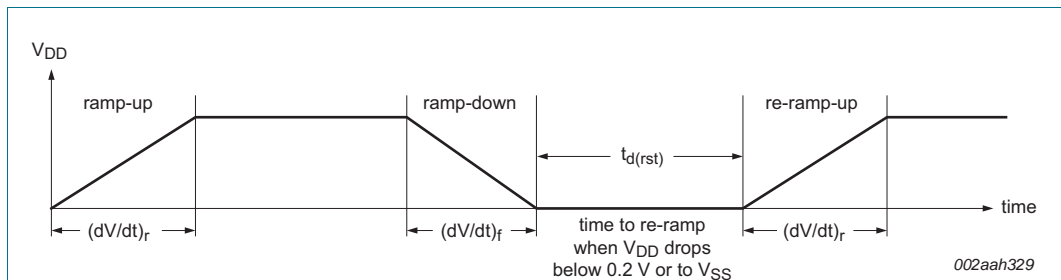 VDD
ramp-up
ramp-down
re-ramp-up
td(rst)
time
(dV/dt)r
(dV/dt)f
time to re-ramp
when VDD drops
below 0.2 V or to VSS
(dV/dt)r
002aah329